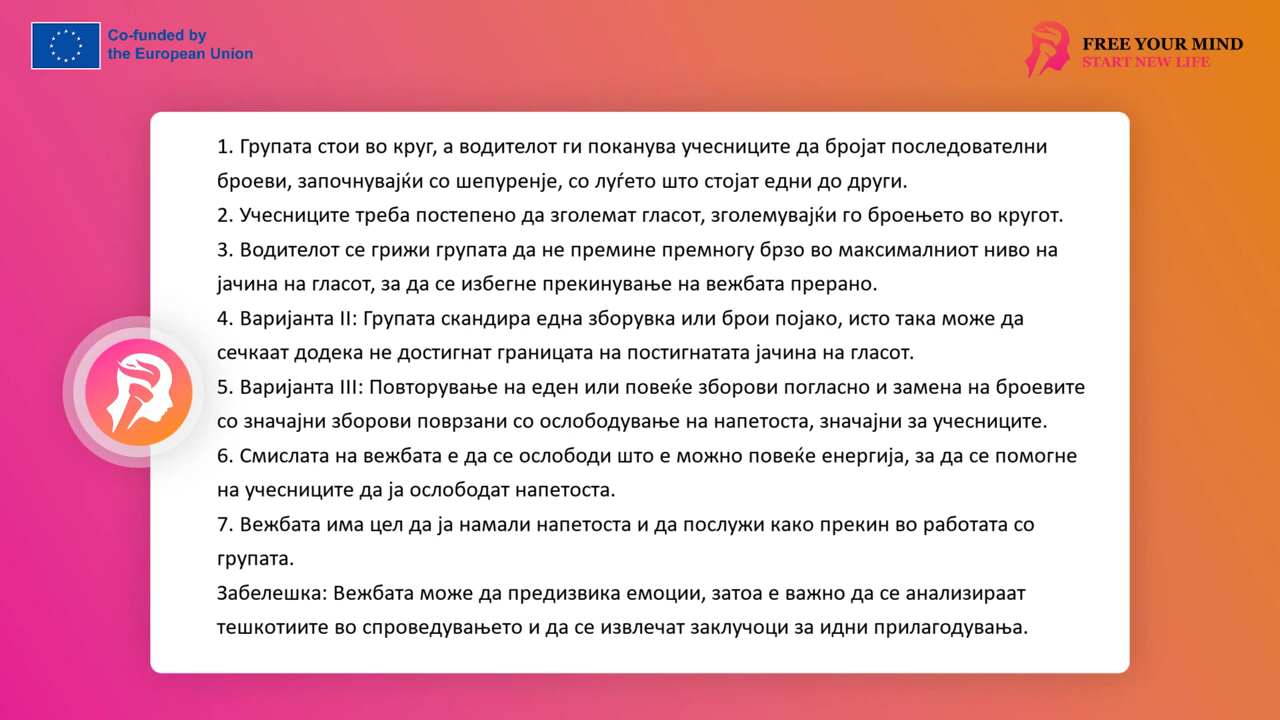 Co-funded by
the European Union
FREE YOUR MIND
START NEW LIFE
1. Групата стои во круг, а водителот ги поканува учесниците да бројат последователни
броеви, започнувајќи со шепуренје, со луѓето што стојат едни до други.
2. Учесниците треба постепено да зголемат гласот, зголемувајќи го броењето во кругот.
3. Водителот се грижи групата да не премине премногу брзо во максималниот ниво на
јачина на гласот, за да се избегне прекинување на вежбата прерано.
4. Варијанта II: Групата скандира една зборувка или брои појако, исто така може да
сечкаат додека не достигнат границата на постигнатата јачина на гласот.
5. Варијанта III: Повторување на еден или повеќе зборови погласно и замена на броевите
со значајни зборови поврзани со ослободување на напетоста, значајни за учесниците.
6. Смислата на вежбата е да се ослободи што е можно повеќе енергија, за да се помогне
на учесниците да ја ослободат напетоста.
7. Вежбата има цел да ја намали напетоста и да послужи како прекин во работата со
групата.
Забелешка: Вежбата може да предизвика емоции, затоа е важно да се анализираат
тешкотиите во спроведувањето и да се извлечат заклучоци за идни прилагодувања.